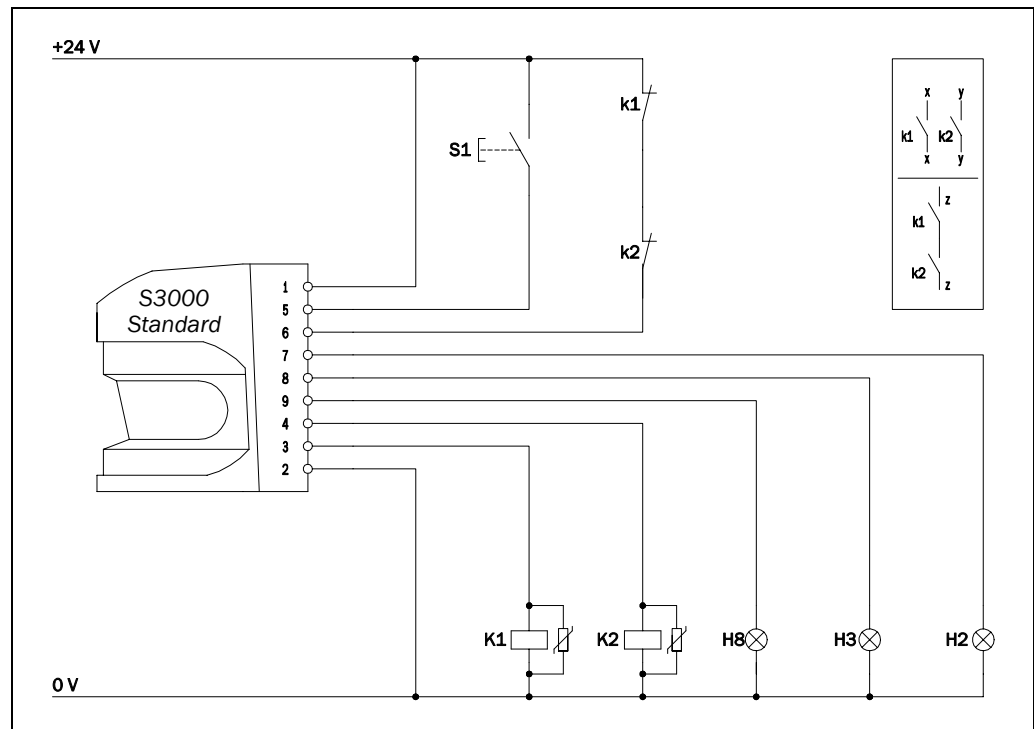 +24 V
x y
k1
k1 k2
x y
S1
z
k1
k2
k2
z
S3000
Standard
1
5
6
7
8
9
4
3
2
K1 K2 H8 H3 H2
0 V